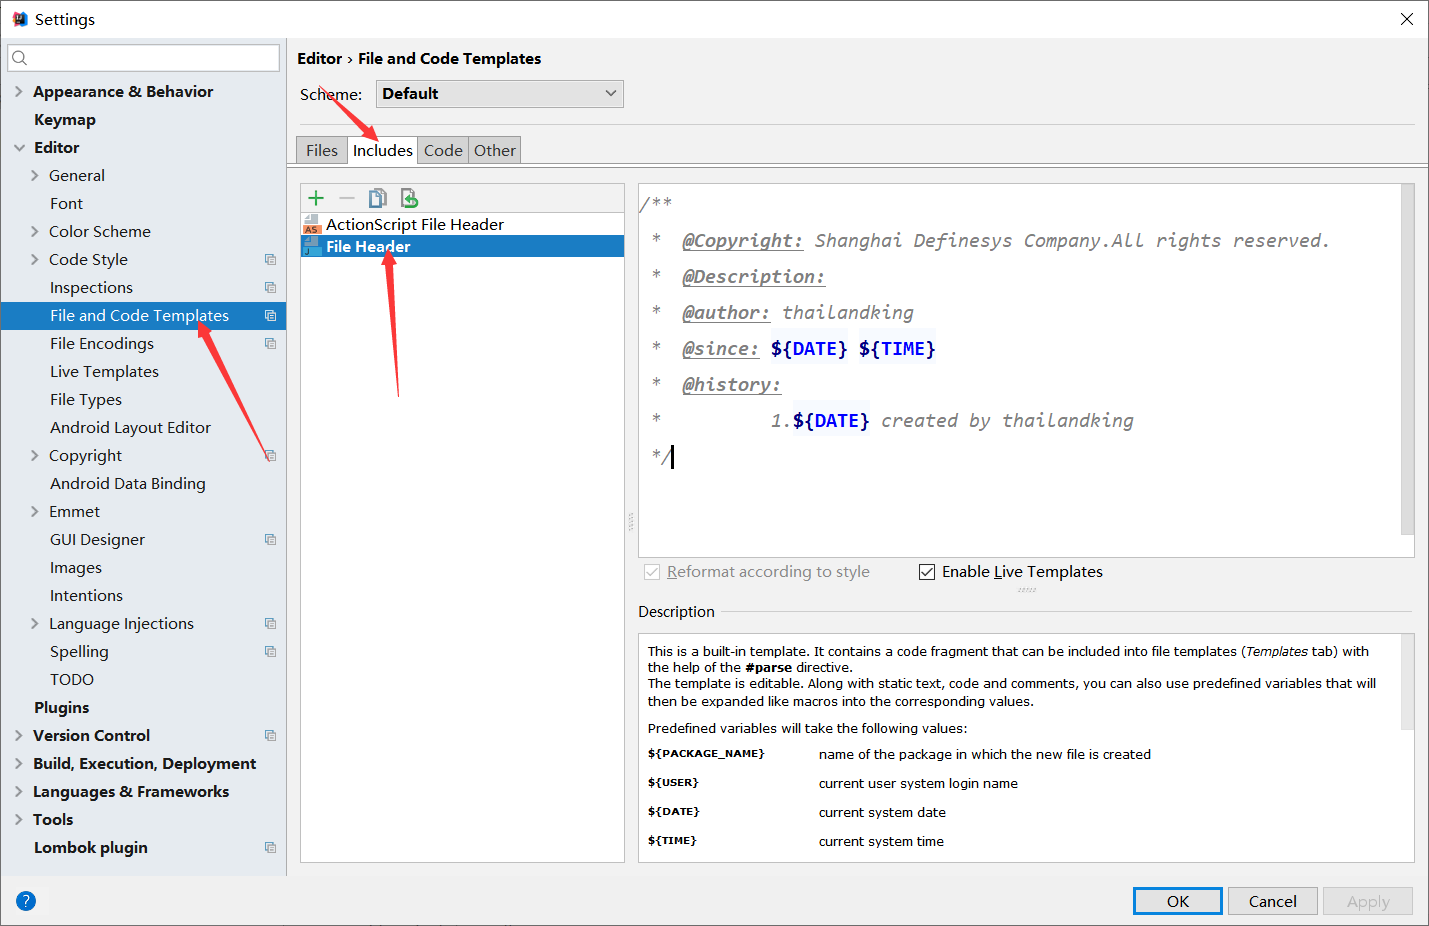 Settings
Appearance & Behavior
Keymap
Editor
General
Font
Color Scheme
Code Style
Inspections
File and Code Templates
File Encodings
Live Templates
File Types
Android Layout Editor
Copyright
Android Data Binding
Emmet
GUI Designer
Images
Intentions
Language Injections
Spelling
TODO
Plugins
Version Control
Build, Execution, Deployment
Languages & Frameworks
Tools
Lombok plugin
?
Editor › File and Code Templates
Scheme: Default
Files Includes Code Other
ActionScript File Header
File Header
/**
* @Copyright: Shanghai Definesys Company.All rights reserved.
* @Description:
* @author: thailandking
* @since: ${DATE} ${TIME}
* @history:
* 1.${DATE} created by thailandking
*/
Reformat according to style Enable Live Templates
Description
This is a built-in template. It contains a code fragment that can be included into file templates (Templates tab) with
the help of the #parse directive.
The template is editable. Along with static text, code and comments, you can also use predefined variables that will
then be expanded like macros into the corresponding values.
Predefined variables will take the following values:
${PACKAGE_NAME} name of the package in which the new file is created
${USER} current user system login name
${DATE} current system date
${TIME} current system time
OK Cancel Apply